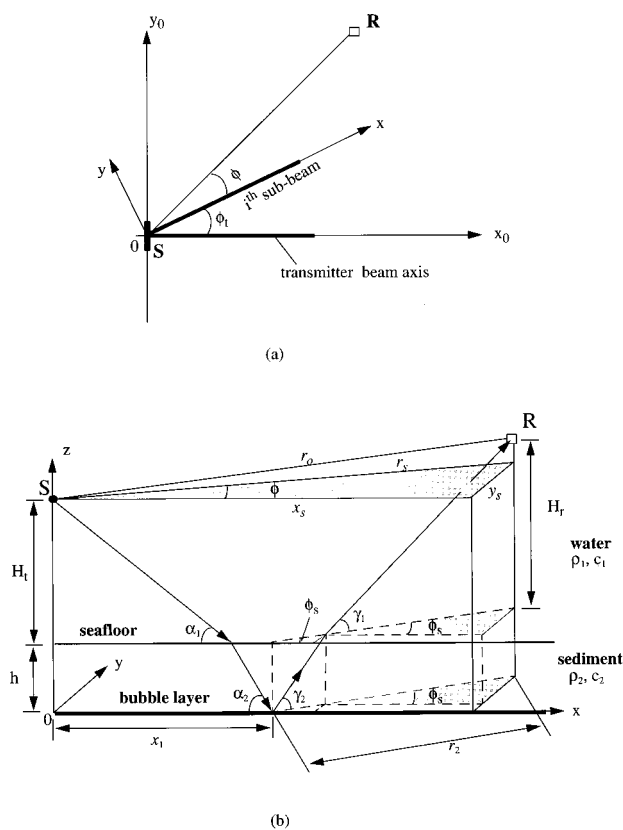 y₀
R
x
y
ϕ
iᵗʰ sub-beam
ϕₜ
0
S
x₀
transmitter beam axis
(a)
z
R
r₀
rₛ
S
ϕ
xₛ
yₛ
Hᵣ
Hₜ
water
ρ₁, c₁
ϕₛ
γ₁
seafloor
α₁
ϕₛ
sediment
ρ₂, c₂
h
y
α₂
γ₂
bubble layer
ϕₛ
0
x
x₁
r₂
(b)